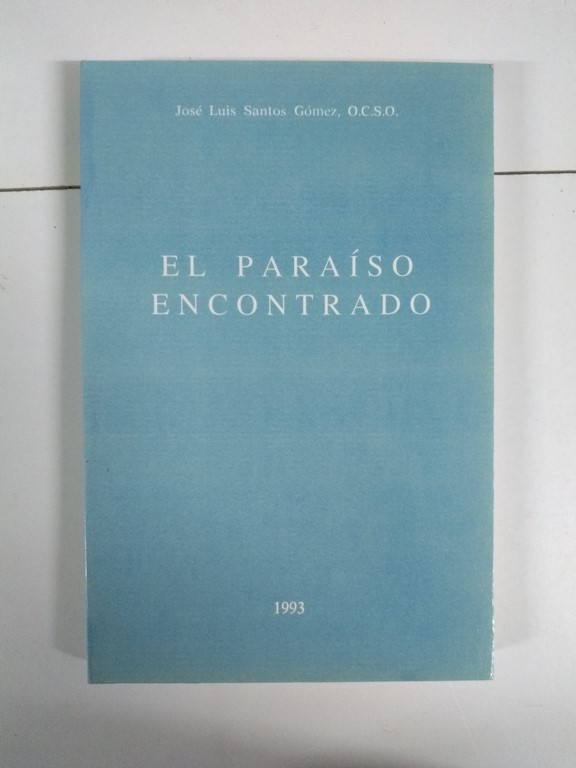 José Luis Santos Gómez, O.C.S.O.
EL PARAÍSO
ENCONTRADO
1993